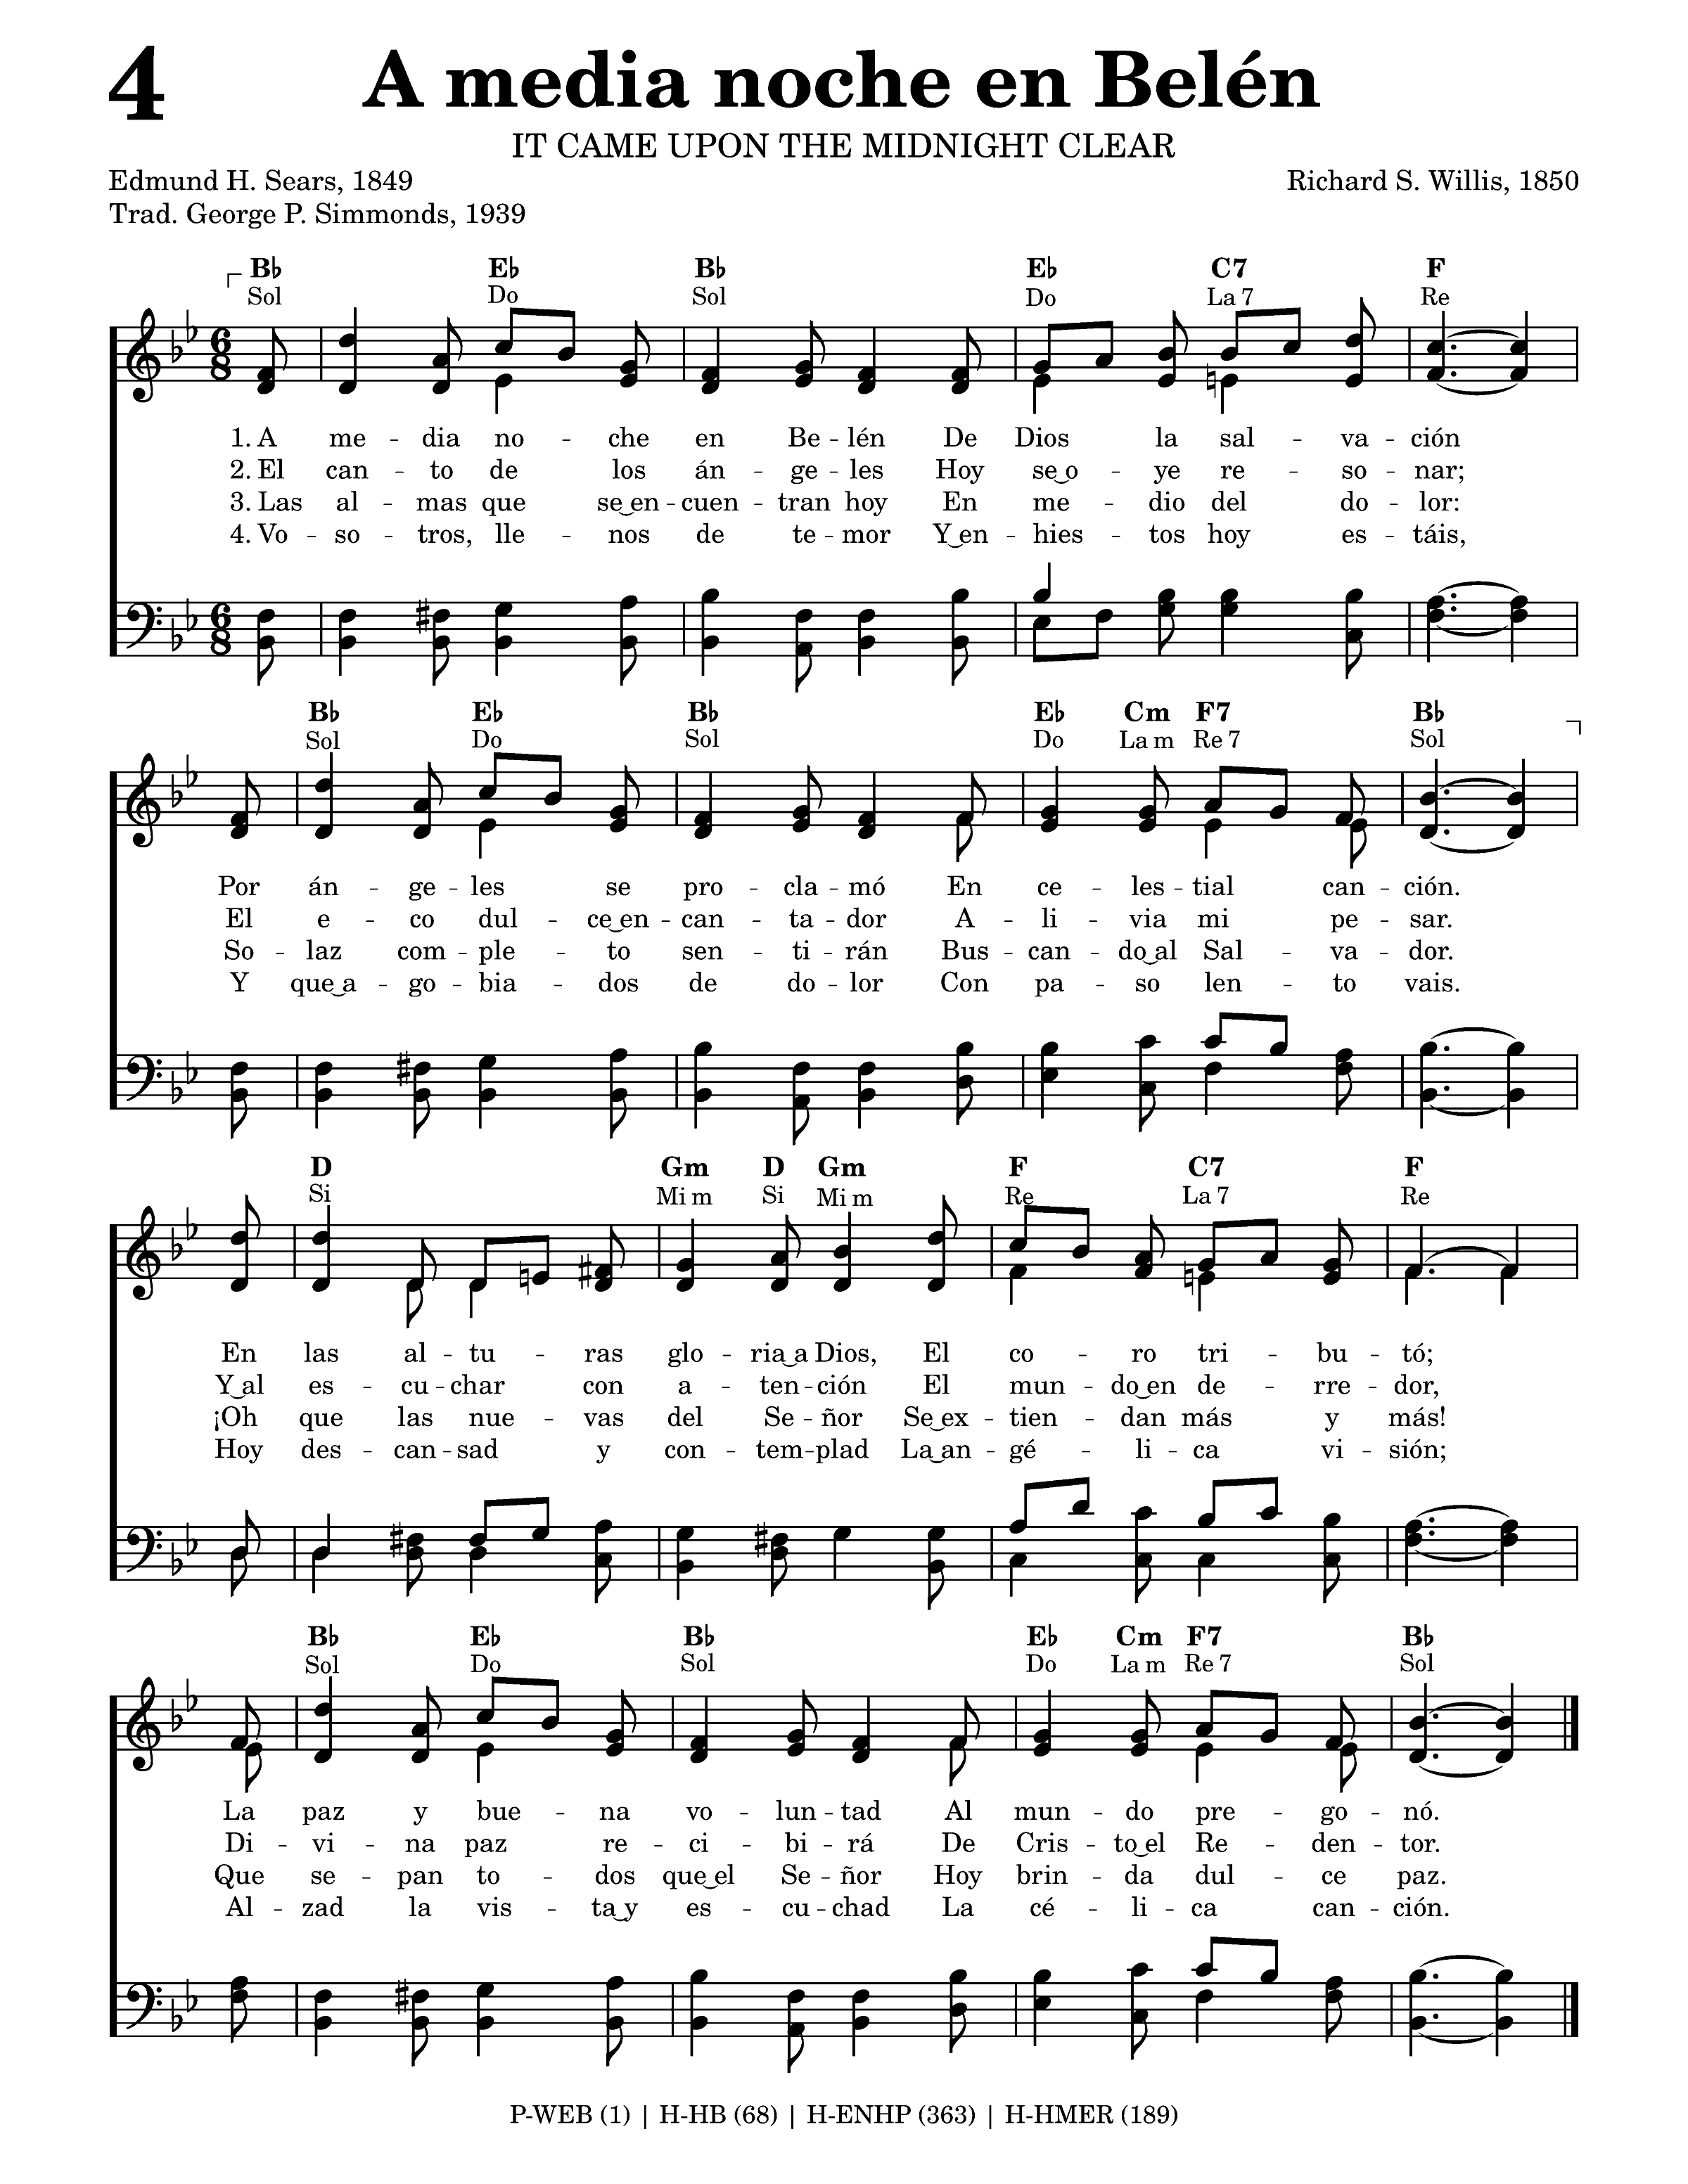 4 A media noche en Belén
IT CAME UPON THE MIDNIGHT CLEAR
Edmund H. Sears, 1849 Richard S. Willis, 1850
Trad. George P. Simmonds, 1939
B♭ E♭ B♭ E♭ C7 F
Sol Do Sol Do La 7 Re
6 8
1. A me -- dia no -- che en Be -- lén De Dios la sal -- va -- ción
2. El can -- to de los án -- ge -- les Hoy se‿o -- ye re -- so -- nar;
3. Las al -- mas que se‿en -- cuen -- tran hoy En me -- dio del do -- lor:
4. Vo -- so -- tros, lle -- nos de te -- mor Y‿en -- hies -- tos hoy es -- táis,
6 8
B♭ E♭ B♭ E♭ Cm F7 B♭
Sol Do Sol Do La m Re 7 Sol
Por án -- ge -- les se pro -- cla -- mó En ce -- les -- tial can -- ción.
El e -- co dul -- ce‿en -- can -- ta -- dor A -- li -- via mi pe -- sar.
So -- laz com -- ple -- to sen -- ti -- rán Bus -- can -- do‿al Sal -- va -- dor.
Y que‿a -- go -- bia -- dos de do -- lor Con pa -- so len -- to vais.
D Gm D Gm F C7 F
Si Mi m Si Mi m Re La 7 Re
En las al -- tu -- ras glo -- ria‿a Dios, El co -- ro tri -- bu -- tó;
Y‿al es -- cu -- char con a -- ten -- ción El mun -- do‿en de -- rre -- dor,
¡Oh que las nue -- vas del Se -- ñor Se‿ex -- tien -- dan más y más!
Hoy des -- can -- sad y con -- tem -- plad La‿an -- gé -- li -- ca vi -- sión;
B♭ E♭ B♭ E♭ Cm F7 B♭
Sol Do Sol Do La m Re 7 Sol
La paz y bue -- na vo -- lun -- tad Al mun -- do pre -- go -- nó.
Di -- vi -- na paz re -- ci -- bi -- rá De Cris -- to‿el Re -- den -- tor.
Que se -- pan to -- dos que‿el Se -- ñor Hoy brin -- da dul -- ce paz.
Al -- zad la vis -- ta‿y es -- cu -- chad La cé -- li -- ca can -- ción.
P-WEB (1) | H-HB (68) | H-ENHP (363) | H-HMER (189)